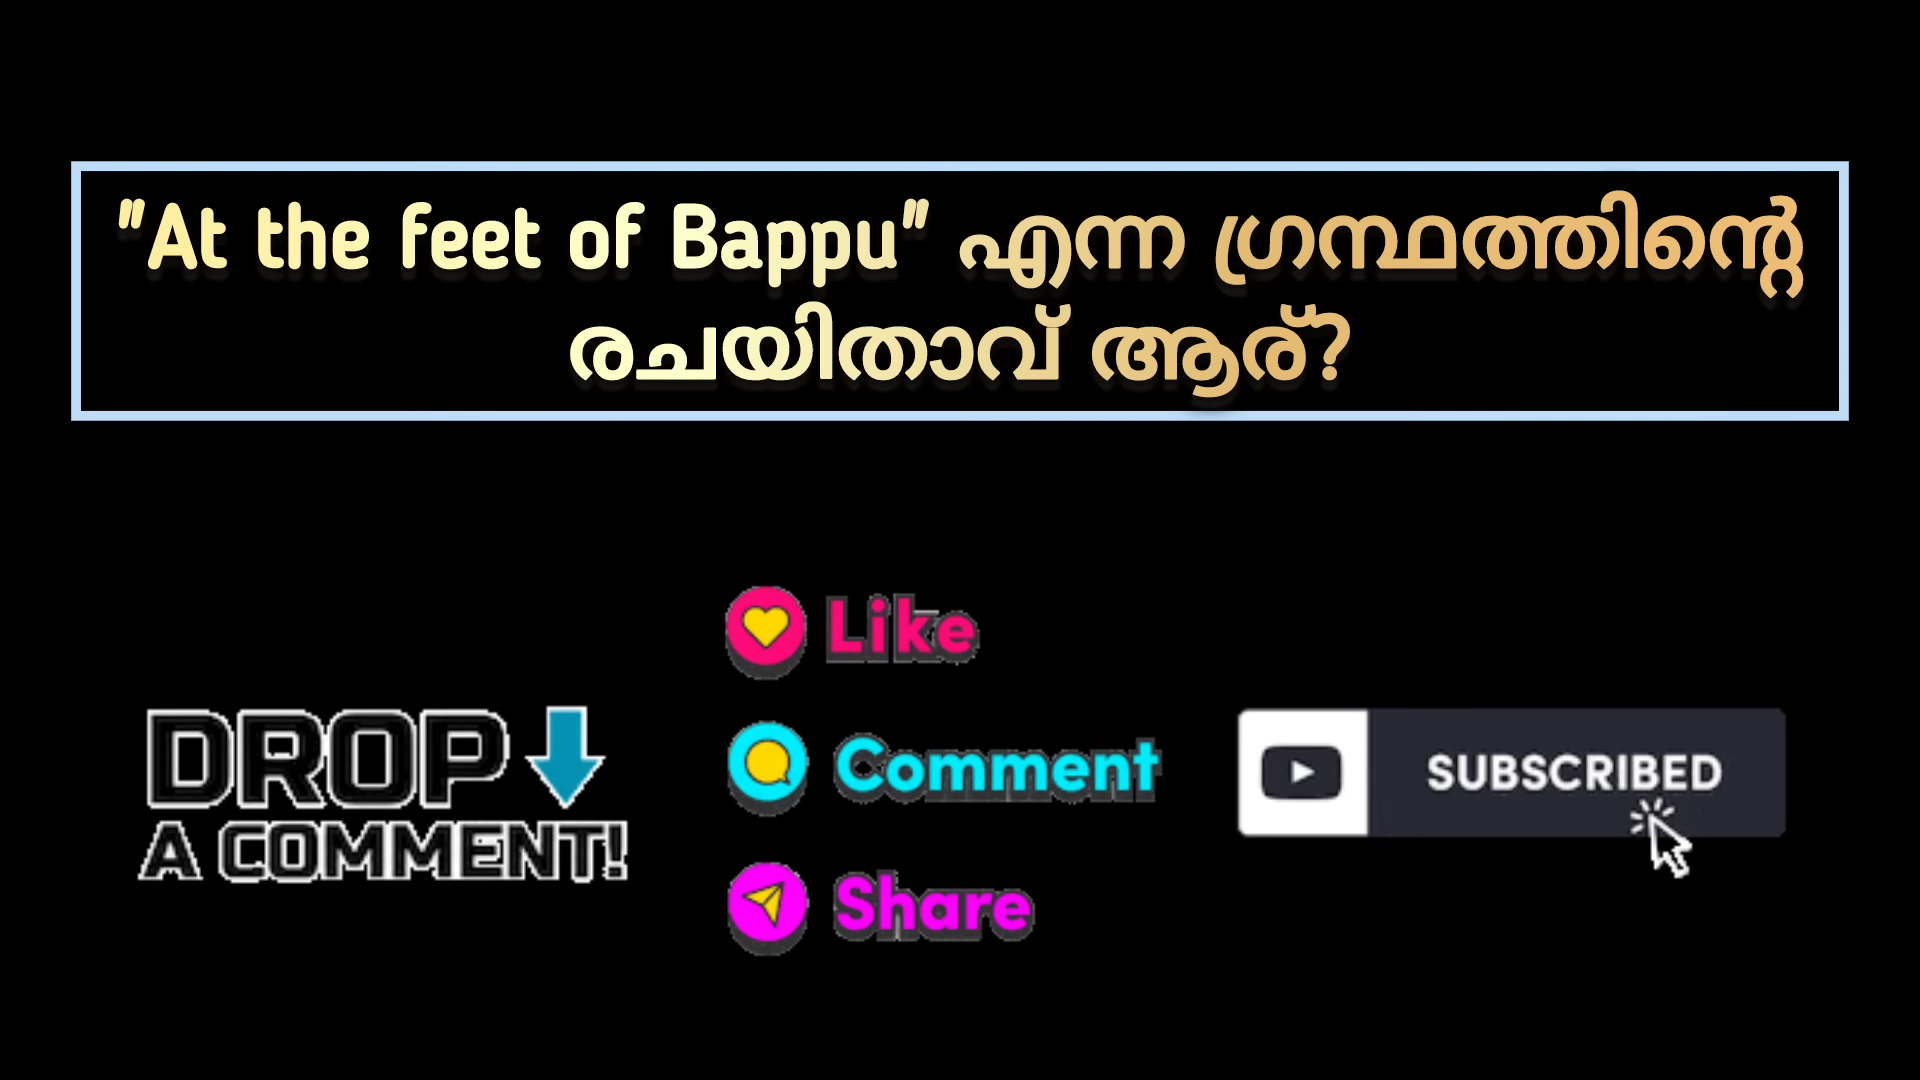 "At the feet of Bappu" എന്ന ഗ്രന്ഥത്തിന്റെ
രചയിതാവ് ആര്?
Like
DROP
A COMMENT!
Comment
SUBSCRIBED
Share